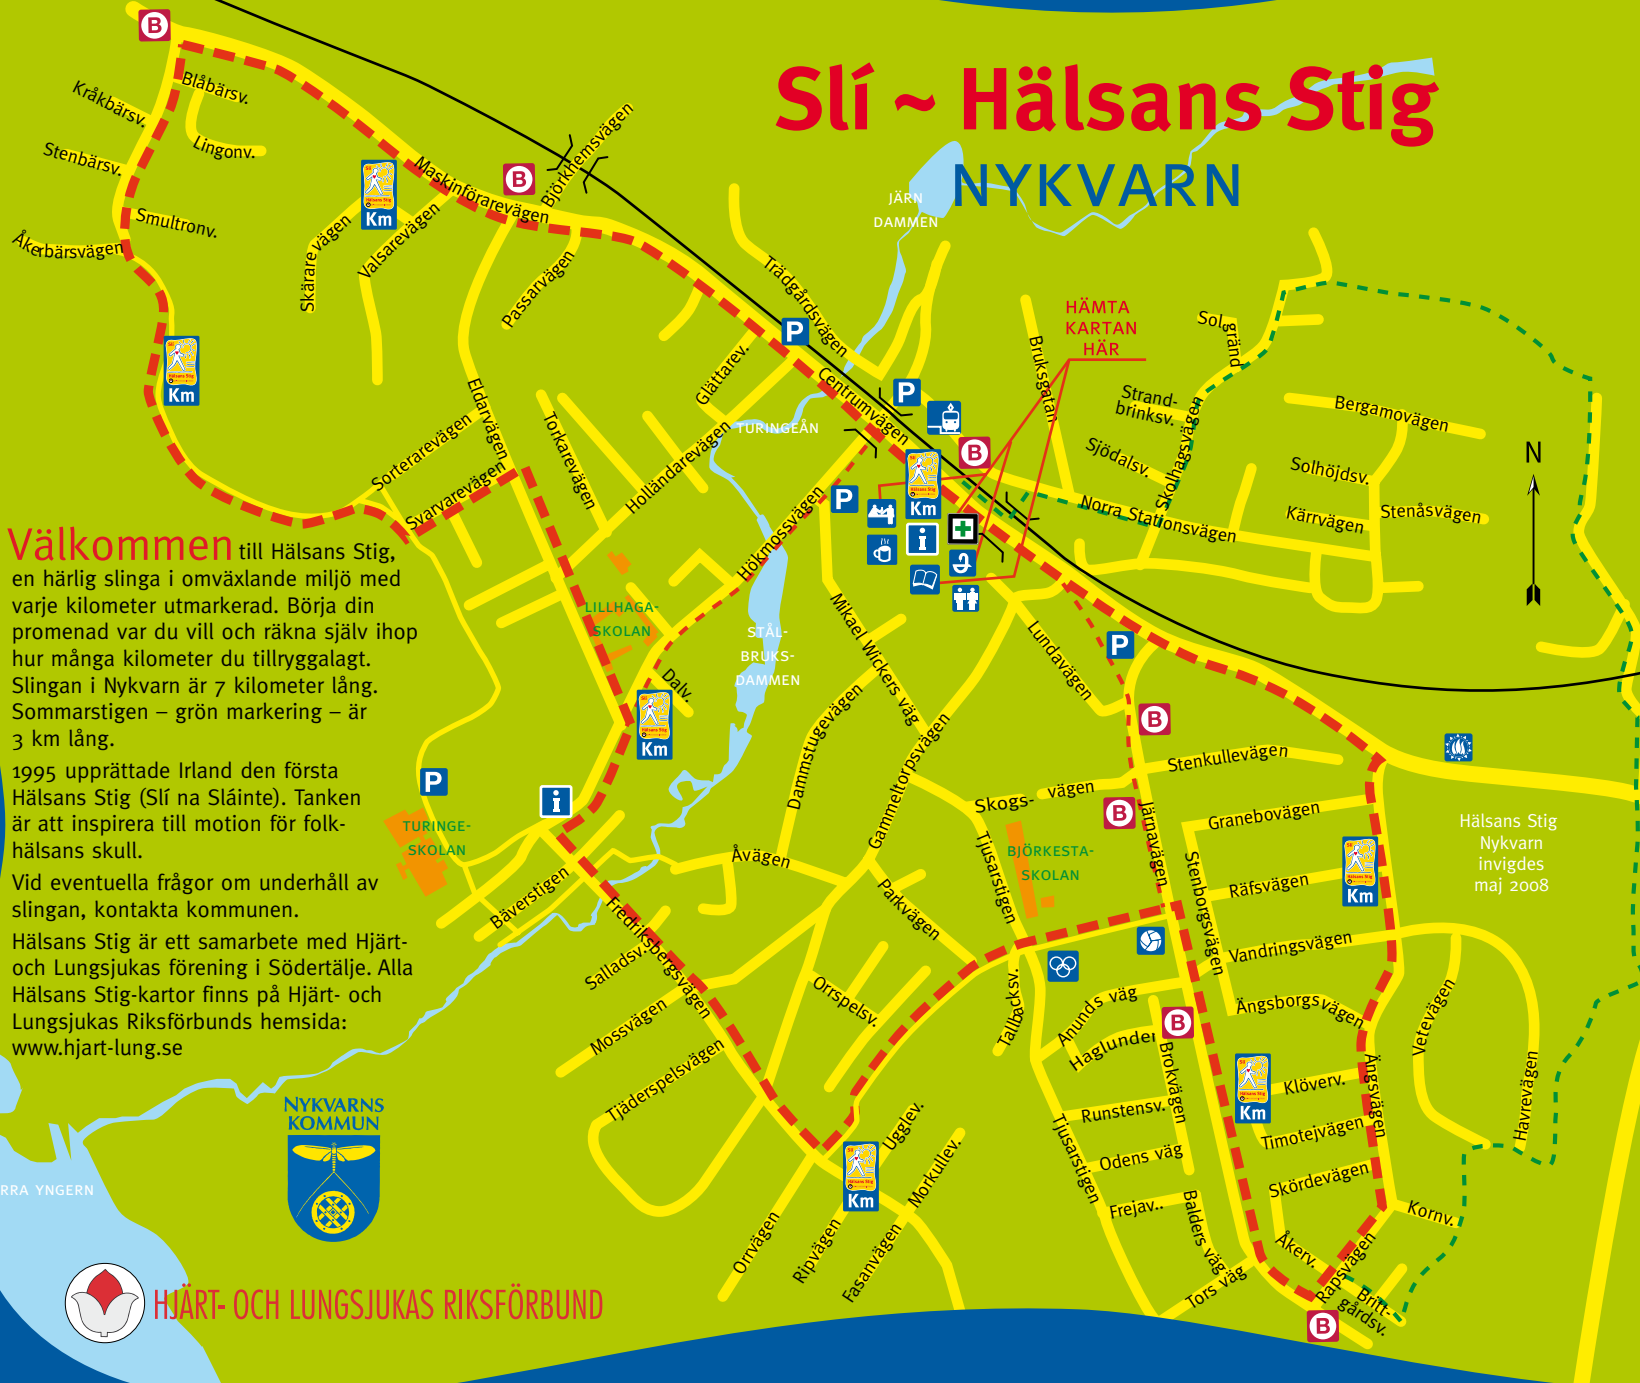 Slí ~ Hälsans Stig
NYKVARN
B
Blåbärsv.
Kråkbärsv.
Lingonv.
Stenbärsv.
Smultronv.
Åkerbärsvägen
Km
Km
Maskinförarevägen
B
Björkhemsvägen
Skärarevägen
Valsarevägen
Passarvägen
JÄRN
DAMMEN
Trädgårdsvägen
P
Glättarev.
Centrumvägen
P
HÄMTA
KARTAN
HÄR
Bruksgatan
Solgränd
Strand-
brinksv.
Sjödalsv.
Skolhagsvägen
Bergamovägen
Solhöjdsv.
Kärrvägen
Stenåsvägen
Norra Stationsvägen
N
Eldarvägen
Torkarevägen
Sorterarevägen
Svarvarevägen
Holländarevägen
TURINGEÅN
Hökmossvägen
P
B
Km
i
Välkommen till Hälsans Stig,
en härlig slinga i omväxlande miljö med
varje kilometer utmarkerad. Börja din
promenad var du vill och räkna själv ihop
hur många kilometer du tillryggalagt.
Slingan i Nykvarn är 7 kilometer lång.
Sommarstigen – grön markering – är
3 km lång.
1995 upprättade Irland den första
Hälsans Stig (Slí na Sláinte). Tanken
är att inspirera till motion för folk-
hälsans skull.
Vid eventuella frågor om underhåll av
slingan, kontakta kommunen.
Hälsans Stig är ett samarbete med Hjärt-
och Lungsjukas förening i Södertälje. Alla
Hälsans Stig-kartor finns på Hjärt- och
Lungsjukas Riksförbunds hemsida:
www.hjart-lung.se
LILLHAGA-
SKOLAN
STÅL-
BRUKS-
DAMMEN
Dalv.
Km
Mikael Wickers väg
Lundavägen
P
B
Dammstugevägen
Gammeltorpsvägen
Stenkullevägen
Skogs- vägen
B
Järnavägen
Granebovägen
P
i
TURINGE-
SKOLAN
Åvägen
Tjusarstigen
BJÖRKESTA-
SKOLAN
Stenborgsvägen
Räfsvägen
Km
Hälsans Stig
Nykvarn
invigdes
maj 2008
Bäverstigen
Fredriksbergsvägen
Parkvägen
Vandringsvägen
Salladsv.
Orrspelsv.
Tallbacksv.
Anunds väg
Ängsborgsvägen
Vetevägen
Mossvägen
Haglunder
B
Brokvägen
Tjäderspelsvägen
Km
Klöverv.
Ängsvägen
Havrevägen
Runstensv.
Timotejvägen
Ugglev.
Tjusarstigen
Odens väg
Morkullev.
Km
Skördevägen
Frejav..
Balders väg
Kornv.
Orrvägen
Ripvägen
Fasanvägen
Åkerv.
Rapsvägen
Tors väg
Britt-
gårdsv.
B
NYKVARNS
KOMMUN
RRA YNGERN
HJÄRT- OCH LUNGSJUKAS RIKSFÖRBUND